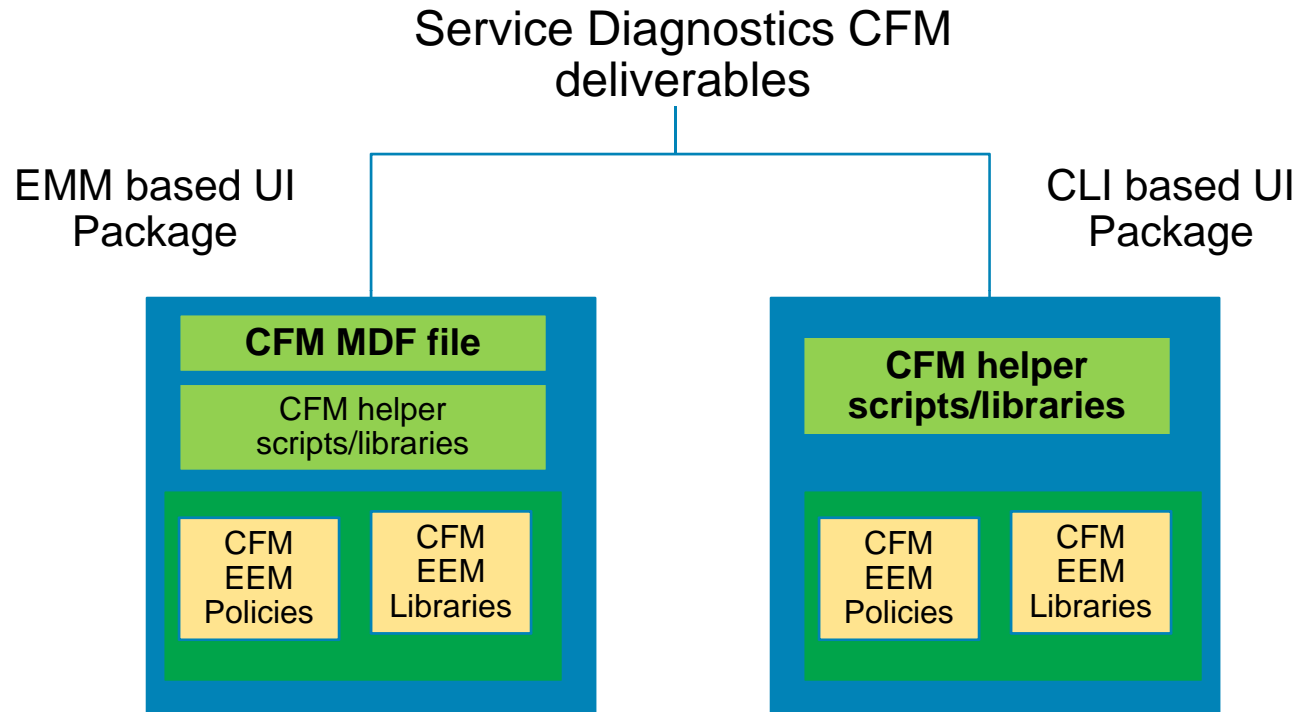 Service Diagnostics CFM
deliverables
EMM based UI
Package
CLI based UI
Package
CFM MDF file
CFM helper
scripts/libraries
CFM
EEM
Policies
CFM
EEM
Libraries
CFM helper
scripts/libraries
CFM
EEM
Policies
CFM
EEM
Libraries